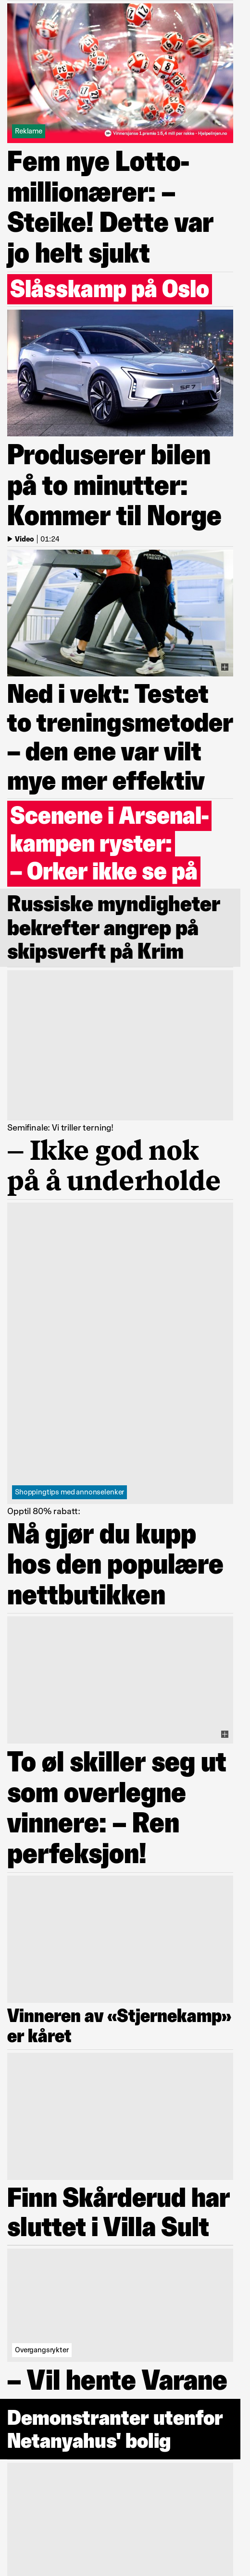 Reklame
Vinnersjanse 1.premie 1:5,4 mill per rekke - Hjelpelinjen.no
Fem nye Lotto-
millionærer: –
Steike! Dette var
jo helt sjukt
Slåsskamp på Oslo
SF 7
Produserer bilen
på to minutter:
Kommer til Norge
Video | 01:24
Ned i vekt: Testet
to treningsmetoder
– den ene var vilt
mye mer effektiv
Scenene i Arsenal-
kampen ryster:
– Orker ikke se på
Russiske myndigheter
bekrefter angrep på
skipsverft på Krim
Semifinale: Vi triller terning!
– Ikke god nok
på å underholde
Shoppingtips med annonselenker
Opptil 80% rabatt:
Nå gjør du kupp
hos den populære
nettbutikken
To øl skiller seg ut
som overlegne
vinnere: – Ren
perfeksjon!
Vinneren av «Stjernekamp»
er kåret
Finn Skårderud har
sluttet i Villa Sult
Overgangsrykter
– Vil hente Varane
Demonstranter utenfor
Netanyahus' bolig